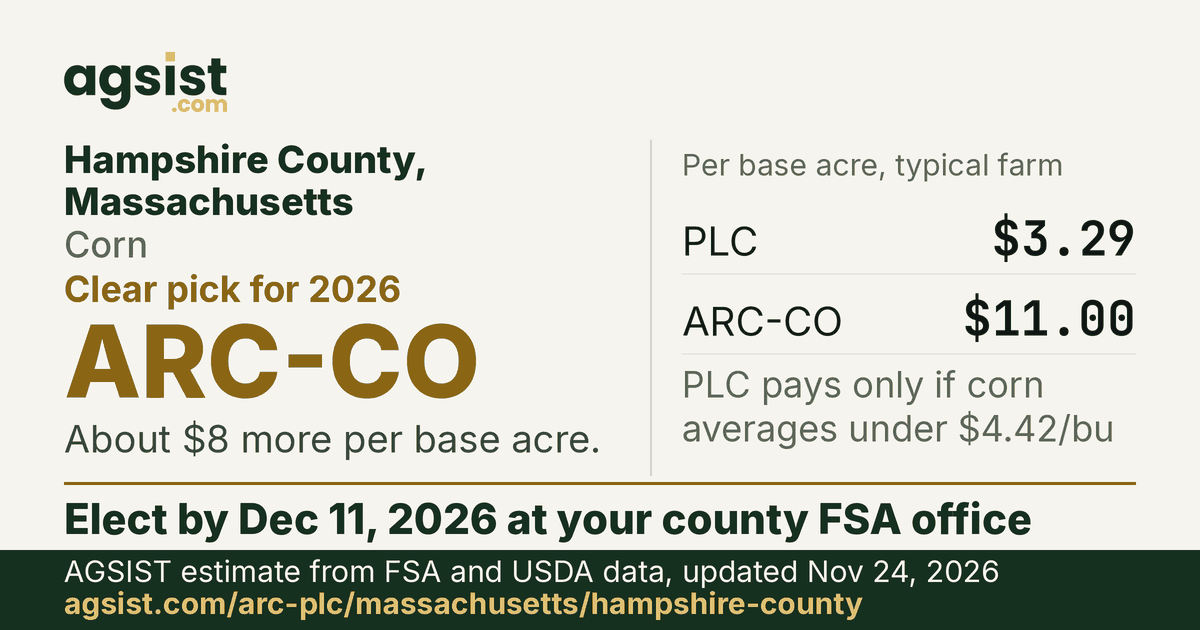 agsist
.com
Hampshire County,
Massachusetts
Corn
Clear pick for 2026
ARC-CO
About $8 more per base acre.
Per base acre, typical farm
PLC $3.29
ARC-CO $11.00
PLC pays only if corn
averages under $4.42/bu
Elect by Dec 11, 2026 at your county FSA office
AGSIST estimate from FSA and USDA data, updated Nov 24, 2026
agsist.com/arc-plc/massachusetts/hampshire-county